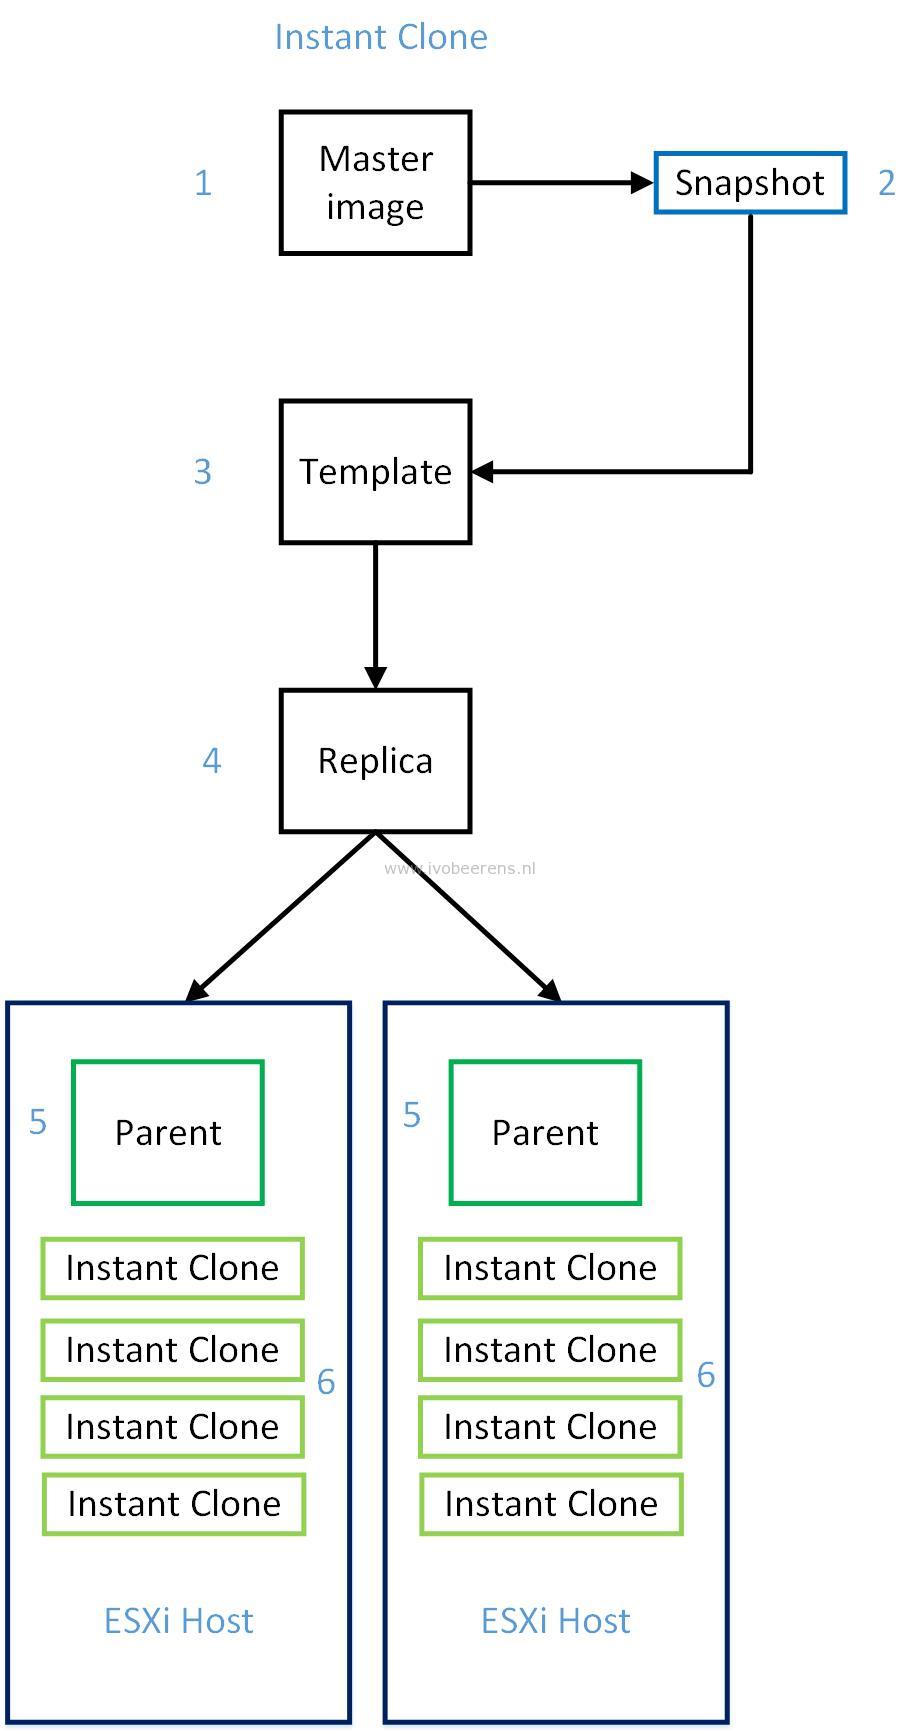 Instant Clone
1
Master
image
Snapshot
2
3
Template
4
Replica
www.ivobeerens.nl
5
Parent
Instant Clone
Instant Clone
Instant Clone
Instant Clone
6
ESXi Host
5
Parent
Instant Clone
Instant Clone
Instant Clone
Instant Clone
6
ESXi Host